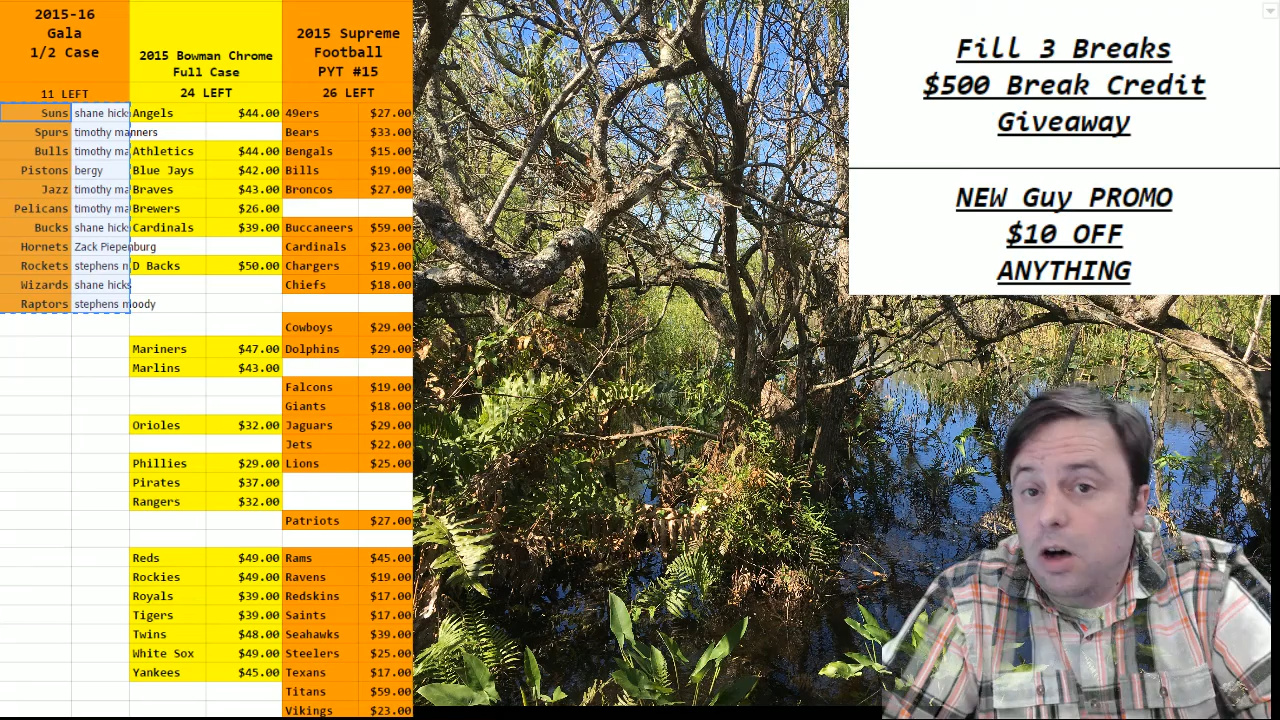 2015-16
Gala
1/2 Case
11 LEFT
Suns shane hicks
Spurs timothy manners
Bulls timothy ma
Pistons bergy
Jazz timothy ma
Pelicans timothy ma
Bucks shane hicks
Hornets Zack Piepenburg
Rockets stephens m
Wizards shane hicks
Raptors stephens moody
2015 Bowman Chrome
Full Case
24 LEFT
Angels $44.00
Athletics $44.00
Blue Jays $42.00
Braves $43.00
Brewers $26.00
Cardinals $39.00
D Backs $50.00
Mariners $47.00
Marlins $43.00
Orioles $32.00
Phillies $29.00
Pirates $37.00
Rangers $32.00
Reds $49.00
Rockies $49.00
Royals $39.00
Tigers $39.00
Twins $48.00
White Sox $49.00
Yankees $45.00
2015 Supreme
Football
PYT #15
26 LEFT
49ers $27.00
Bears $33.00
Bengals $15.00
Bills $19.00
Broncos $27.00
Buccaneers $59.00
Cardinals $23.00
Chargers $19.00
Chiefs $18.00
Cowboys $29.00
Dolphins $29.00
Falcons $19.00
Giants $18.00
Jaguars $29.00
Jets $22.00
Lions $25.00
Patriots $27.00
Rams $45.00
Ravens $19.00
Redskins $17.00
Saints $17.00
Seahawks $39.00
Steelers $25.00
Texans $17.00
Titans $59.00
Vikings $23.00
Fill 3 Breaks
$500 Break Credit
Giveaway
NEW Guy PROMO
$10 OFF
ANYTHING